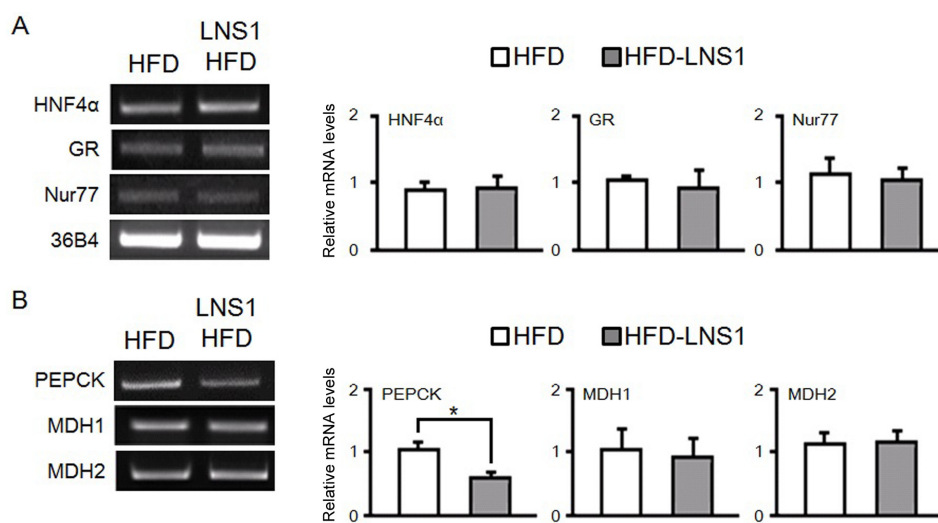 A
HFD
LNS1
HFD
HNF4α
GR
Nur77
36B4
HFD
HFD-LNS1
Relative mRNA levels
2
1
0
HNF4α
2
1
0
GR
2
1
0
Nur77
B
HFD
LNS1
HFD
PEPCK
MDH1
MDH2
HFD
HFD-LNS1
Relative mRNA levels
2
1
0
PEPCK
*
2
1
0
MDH1
2
1
0
MDH2